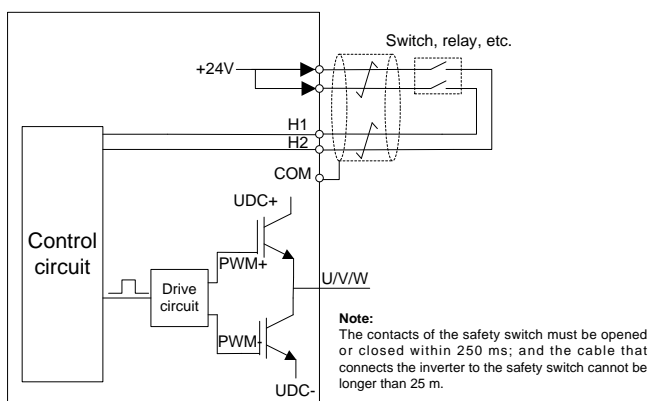 Switch, relay, etc.
+24V
H1
H2
COM
UDC+
Control
circuit
PWM+
Drive
circuit
U/V/W
PWM-
UDC-
Note:
The contacts of the safety switch must be opened
or closed within 250 ms; and the cable that
connects the inverter to the safety switch cannot be
longer than 25 m.